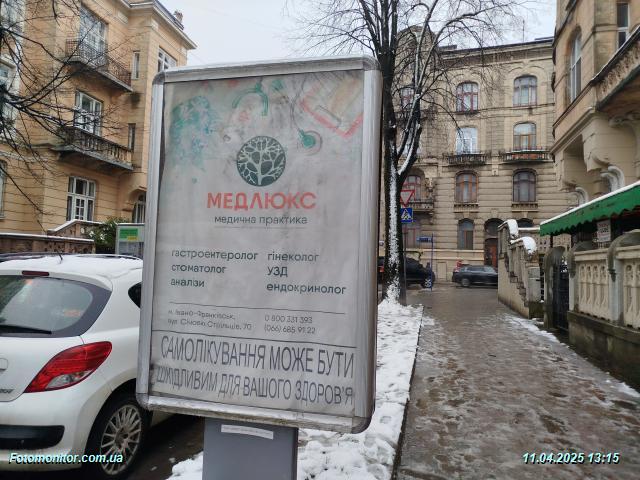 МЕДЛЮКС
медична практика
гастроентеролог гінеколог
стоматолог УЗД
аналізи ендокринолог
м. Івано-Франківськ,
вул. Січових Стрільців, 70
0 800 331 393
(066) 685 91 22
САМОЛІКУВАННЯ МОЖЕ БУТИ
ШКІДЛИВИМ ДЛЯ ВАШОГО ЗДОРОВ'Я
Fotomonitor.com.ua
11.04.2025 13:15